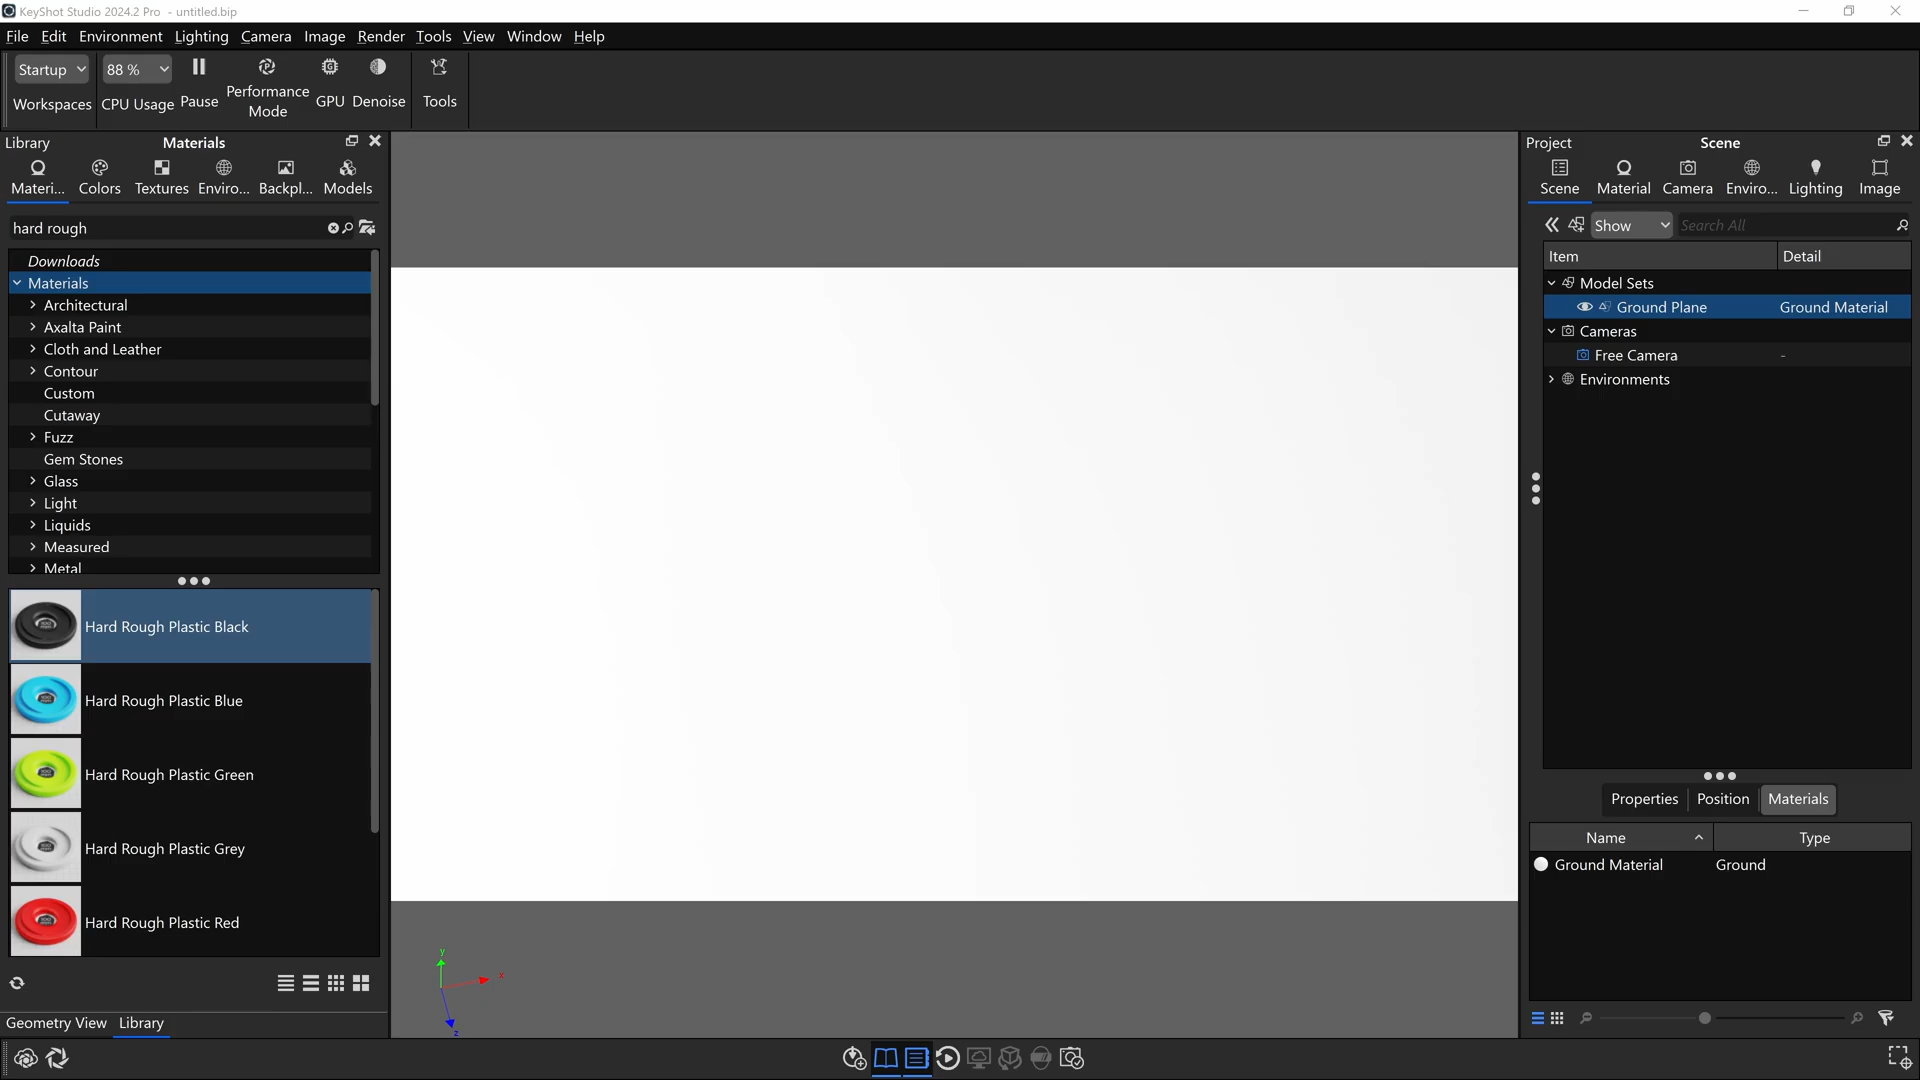 KeyShot Studio 2024.2 Pro - untitled.bip
File Edit Environment Lighting Camera Image Render Tools View Window Help
Startup 88 %
Workspaces CPU Usage Pause Performance Mode GPU Denoise Tools
Library Materials
Materi... Colors Textures Enviro... Backpl... Models
hard rough
Downloads
Materials
Architectural
Axalta Paint
Cloth and Leather
Contour
Custom
Cutaway
Fuzz
Gem Stones
Glass
Light
Liquids
Measured
Metal
Hard Rough Plastic Black
Hard Rough Plastic Blue
Hard Rough Plastic Green
Hard Rough Plastic Grey
Hard Rough Plastic Red
Geometry View Library
y
x
z
Project Scene
Scene Material Camera Enviro... Lighting Image
Show Search All
Item Detail
Model Sets
Ground Plane Ground Material
Cameras
Free Camera -
Environments
Properties Position Materials
Name Type
Ground Material Ground